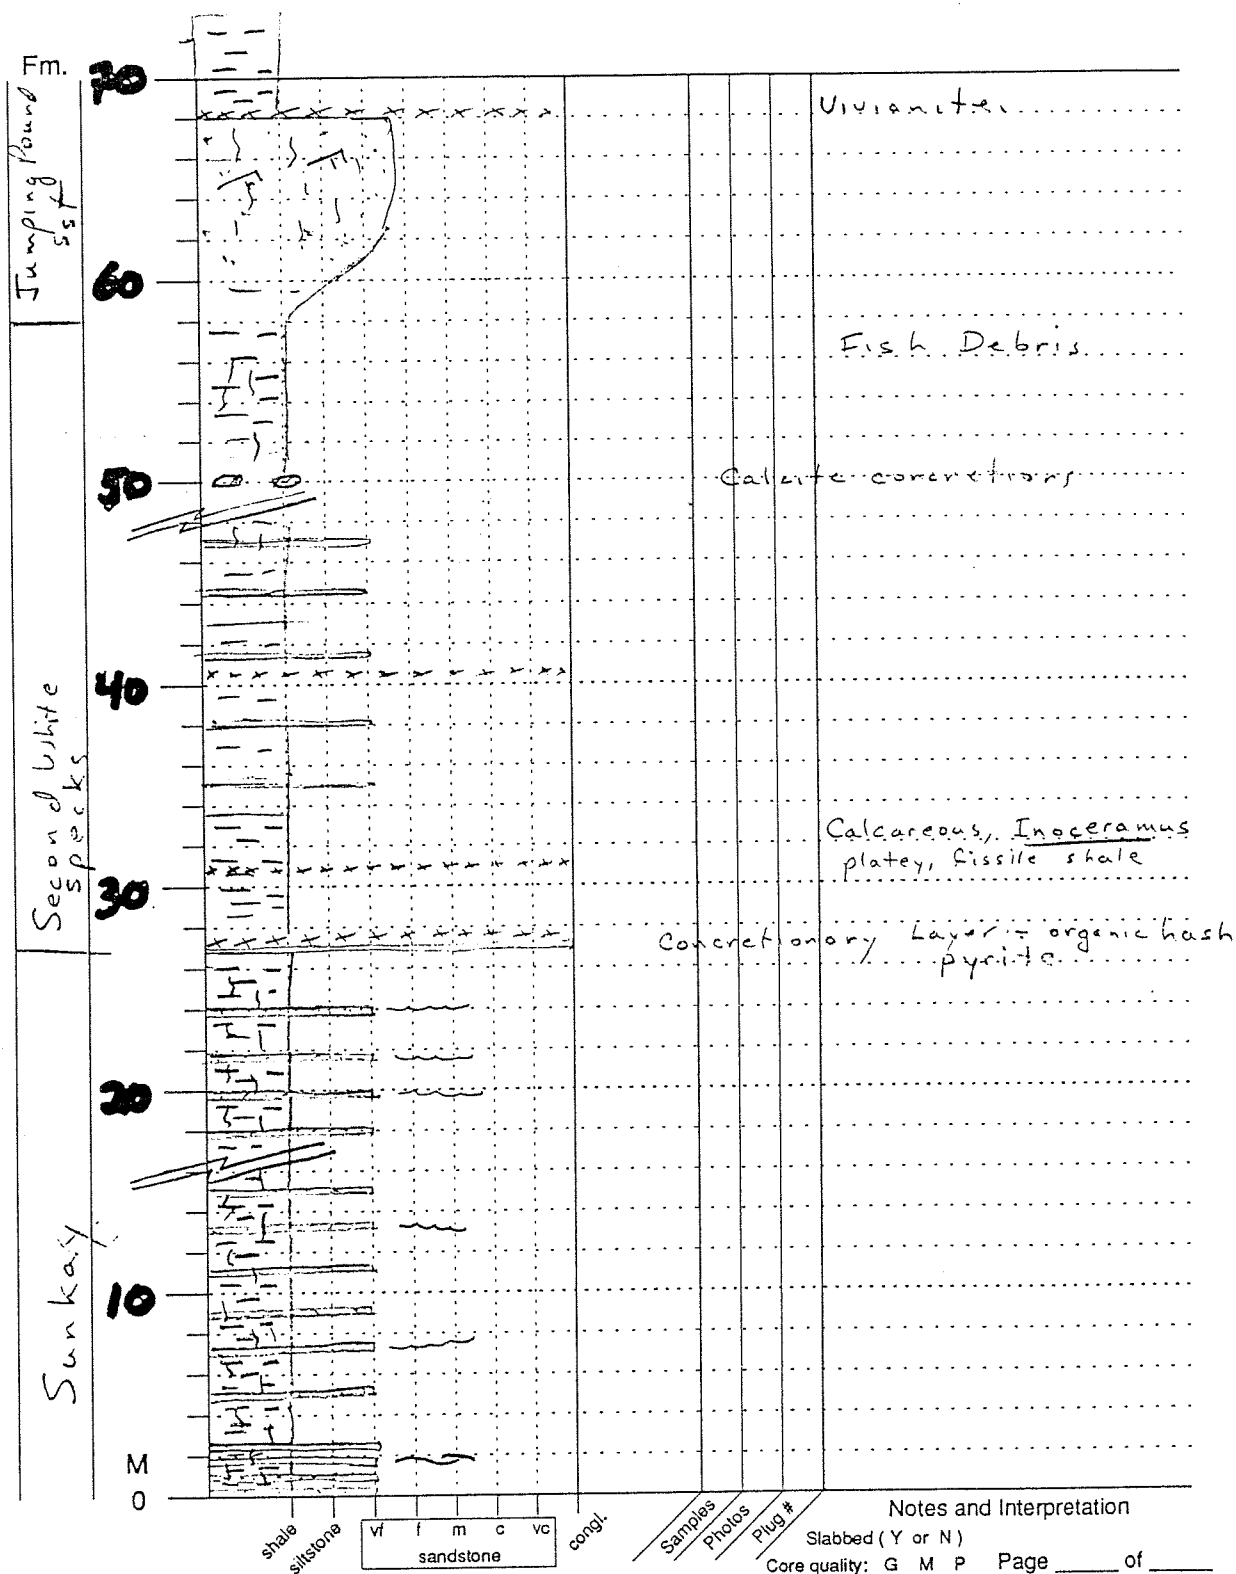 Fm.
70
Vivianite.
Jumping Pound
sst
60
Fish Debris
50
Calcite concretions
40
Second White
Specks
Calcareous, Inoceramus
platey, fissile shale
30
Concretionary Layer - organic hash
pyrite
20
Sunkay
10
M
0
shale
siltstone
vf f m c vc
sandstone
congl.
Samples
Photos
Plug #
Notes and Interpretation
Slabbed ( Y or N )
Core quality: G M P Page _____ of _____